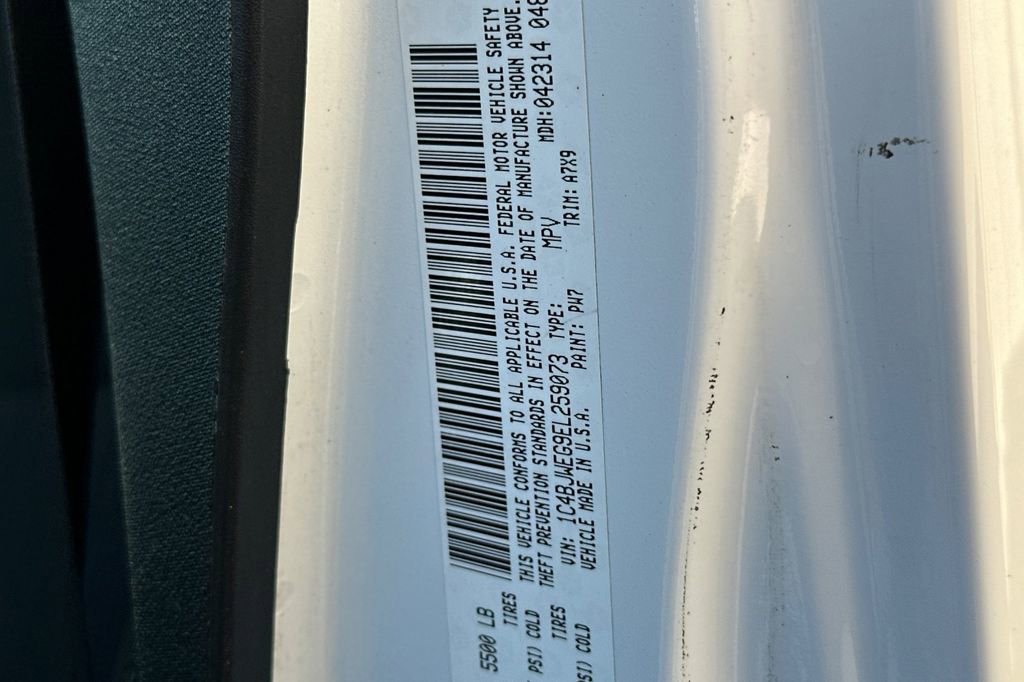 5500 LB
TIRES
THIS VEHICLE CONFORMS TO ALL APPLICABLE U.S.A. FEDERAL MOTOR VEHICLE SAFETY
PSI) COLD THEFT PREVENTION STANDARDS IN EFFECT ON THE DATE OF MANUFACTURE SHOWN ABOVE.
TIRES VIN: 1C4BJWEG9EL259073 TYPE: MPV MDH:042314 048
PSI) COLD VEHICLE MADE IN U.S.A. PAINT: PW7 TRIM: A7X9